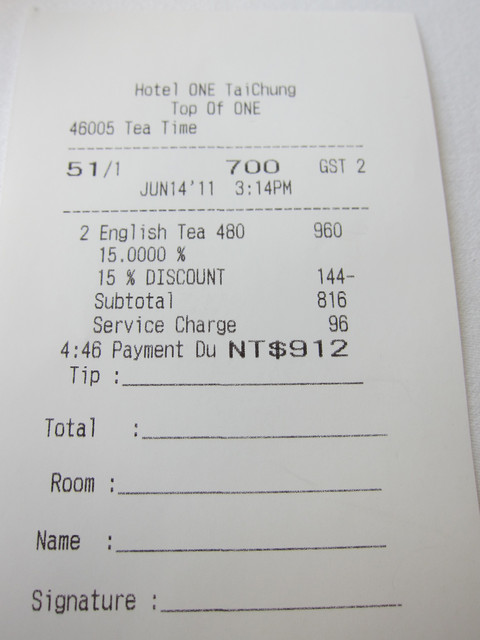 Hotel ONE TaiChung
Top Of ONE
46005 Tea Time
51/1 700 GST 2
JUN14'11 3:14PM
2 English Tea 480 960
15.0000 %
15 % DISCOUNT 144-
Subtotal 816
Service Charge 96
4:46 Payment Du NT$912
Tip :
Total :
Room :
Name :
Signature :